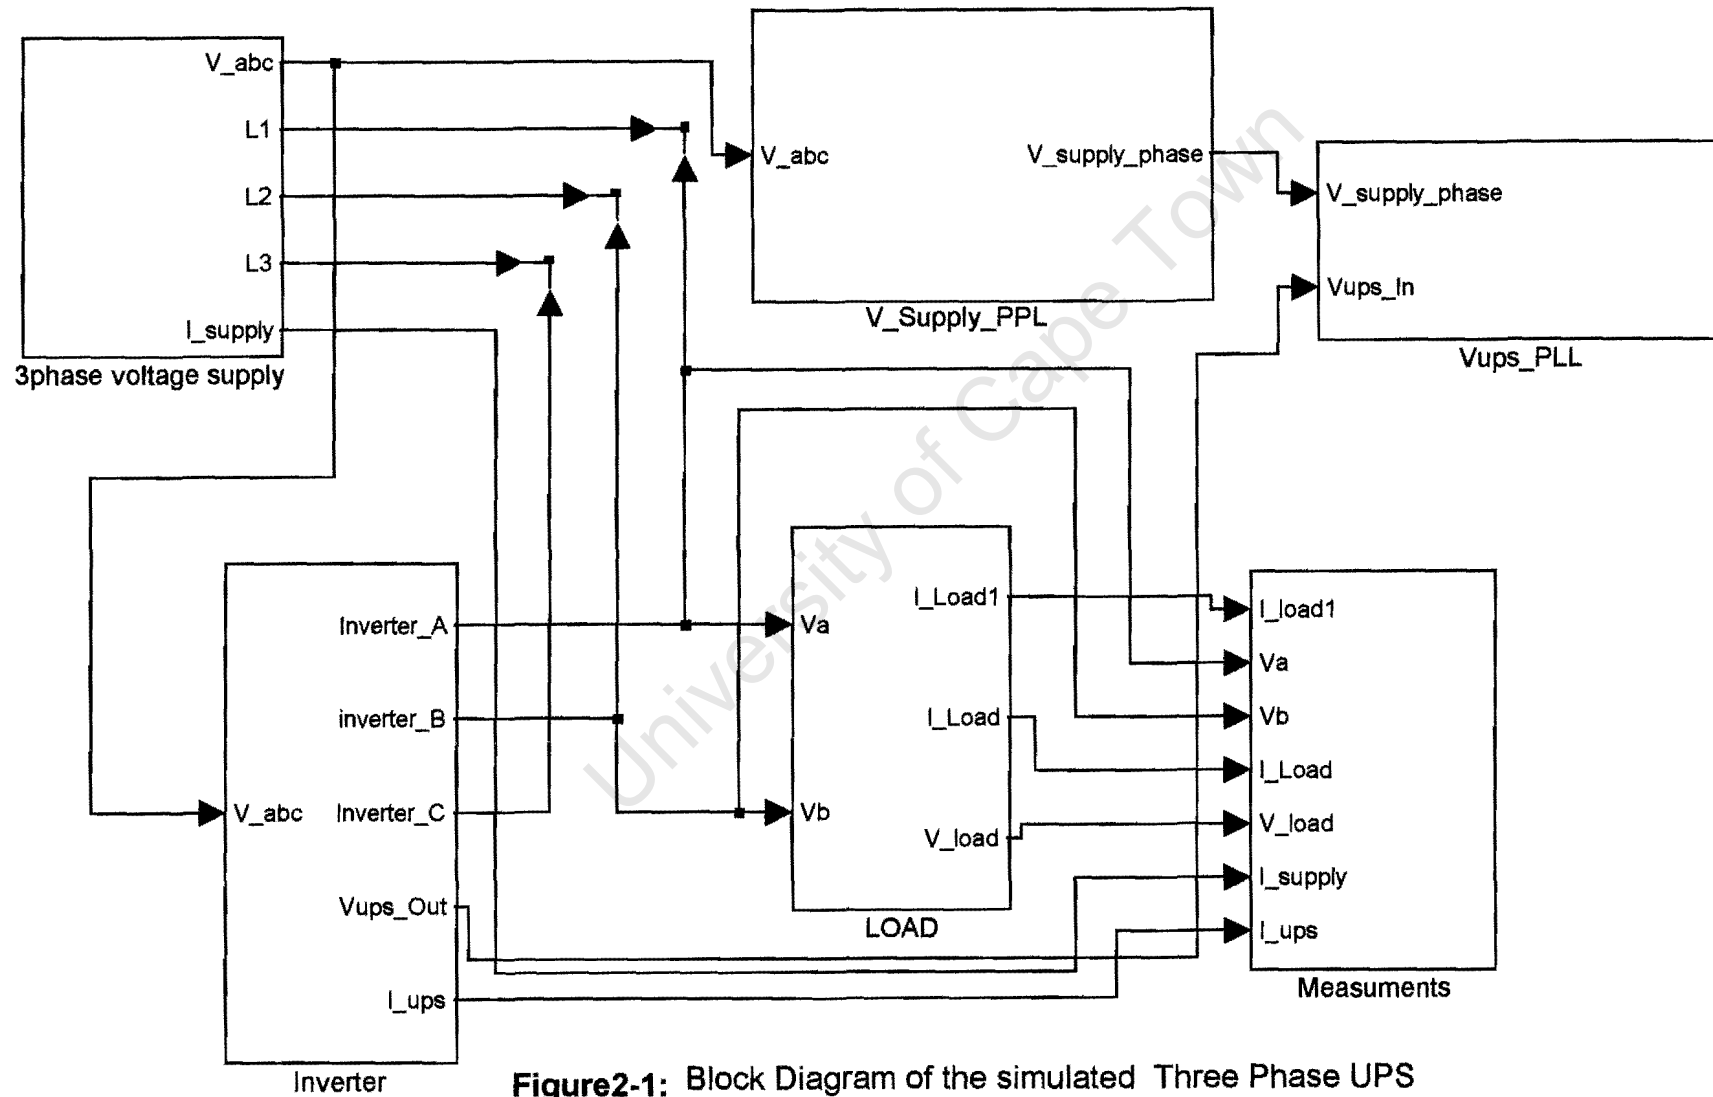 V_abc
L1
L2
L3
I_supply
3phase voltage supply
V_abc
V_supply_phase
V_Supply_PPL
V_supply_phase
Vups_In
Vups_PLL
Inverter_A
inverter_B
V_abc
Inverter_C
Vups_Out
I_ups
Inverter
Va
Vb
I_Load1
I_Load
V_load
LOAD
I_load1
Va
Vb
I_Load
V_load
I_supply
I_ups
Measuments
University of Cape Town
Figure2-1: Block Diagram of the simulated Three Phase UPS